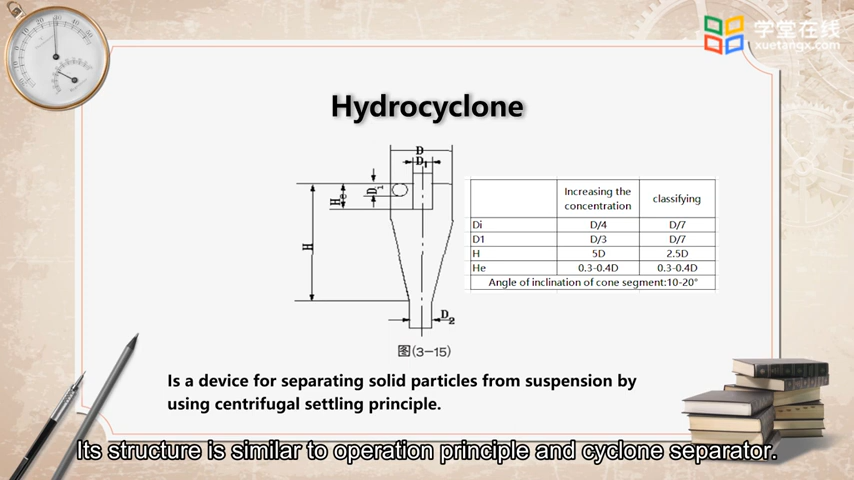 学堂在线
xuetangx.com
Hydrocyclone
D
D1
Di
He
H
D2
图(3-15)
Increasing the concentration classifying
Di D/4 D/7
D1 D/3 D/7
H 5D 2.5D
He 0.3-0.4D 0.3-0.4D
Angle of inclination of cone segment:10-20°
Is a device for separating solid particles from suspension by
using centrifugal settling principle.
Its structure is similar to operation principle and cyclone separator.